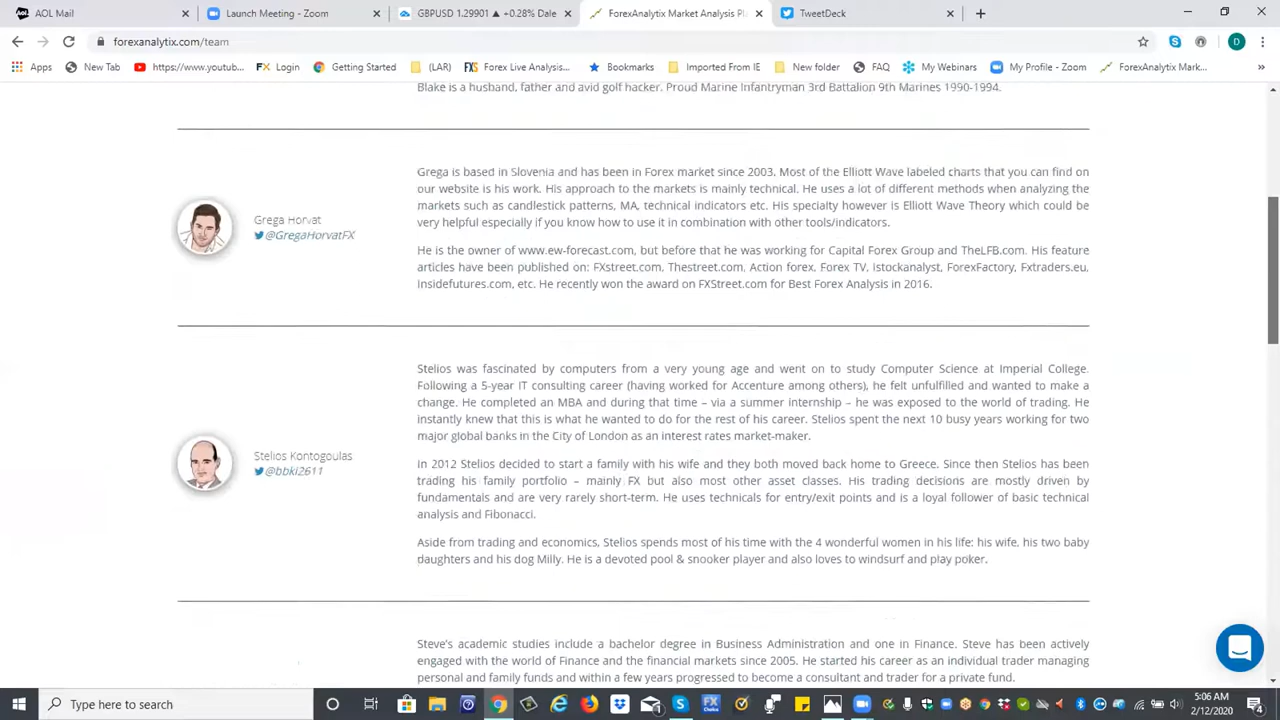 AOL Mail
Launch Meeting - Zoom
GBPUSD 1.29901 ▲ +0.28% Dale
ForexAnalytix Market Analysis Pl
TweetDeck
forexanalytix.com/team
Apps
New Tab
https://www.youtub...
Login
Getting Started
(LAR)
Forex Live Analysis...
Bookmarks
Imported From IE
New folder
FAQ
My Webinars
My Profile - Zoom
ForexAnalytix Mark...
Blake is a husband, father and avid golf hacker. Proud Marine Infantryman 3rd Battalion 9th Marines 1990-1994.
Grega is based in Slovenia and has been in Forex market since 2003. Most of the Elliott Wave labeled charts that you can find on
our website is his work. His approach to the markets is mainly technical. He uses a lot of different methods when analyzing the
markets such as candlestick patterns, MA, technical indicators etc. His specialty however is Elliott Wave Theory which could be
very helpful especially if you know how to use it in combination with other tools/indicators.
Grega Horvat
@GregaHorvatFX
He is the owner of www.ew-forecast.com, but before that he was working for Capital Forex Group and TheLFB.com. His feature
articles have been published on: FXstreet.com, Thestreet.com, Action forex, Forex TV, Istockanalyst, ForexFactory, Fxtraders.eu,
Insidefutures.com, etc. He recently won the award on FXStreet.com for Best Forex Analysis in 2016.
Stelios was fascinated by computers from a very young age and went on to study Computer Science at Imperial College.
Following a 5-year IT consulting career (having worked for Accenture among others), he felt unfulfilled and wanted to make a
change. He completed an MBA and during that time – via a summer internship – he was exposed to the world of trading. He
instantly knew that this is what he wanted to do for the rest of his career. Stelios spent the next 10 busy years working for two
major global banks in the City of London as an interest rates market-maker.
Stelios Kontogoulas
@bbki2611
In 2012 Stelios decided to start a family with his wife and they both moved back home to Greece. Since then Stelios has been
trading his family portfolio – mainly FX but also most other asset classes. His trading decisions are mostly driven by
fundamentals and are very rarely short-term. He uses technicals for entry/exit points and is a loyal follower of basic technical
analysis and Fibonacci.
Aside from trading and economics, Stelios spends most of his time with the 4 wonderful women in his life: his wife, his two baby
daughters and his dog Milly. He is a devoted pool & snooker player and also loves to windsurf and play poker.
Steve's academic studies include a bachelor degree in Business Administration and one in Finance. Steve has been actively
engaged with the world of Finance and the financial markets since 2005. He started his career as an individual trader managing
personal and family funds and within a few years progressed to become a consultant and trader for a private fund.
Type here to search
5:06 AM
2/12/2020